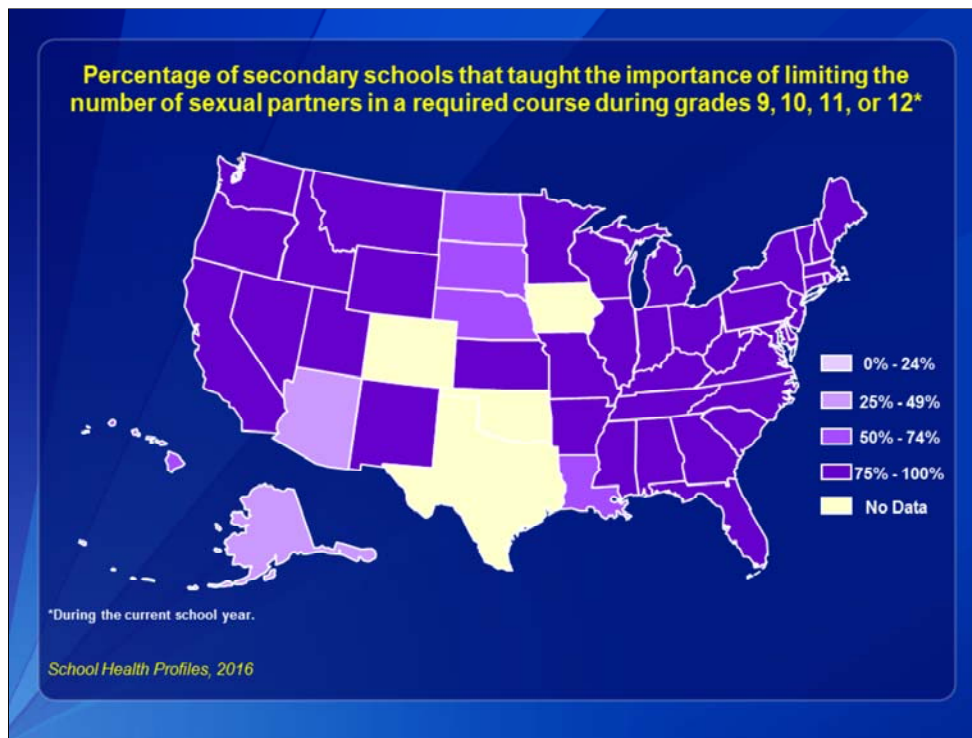 Percentage of secondary schools that taught the importance of limiting the
number of sexual partners in a required course during grades 9, 10, 11, or 12*
0% - 24%
25% - 49%
50% - 74%
75% - 100%
No Data
*During the current school year.
School Health Profiles, 2016